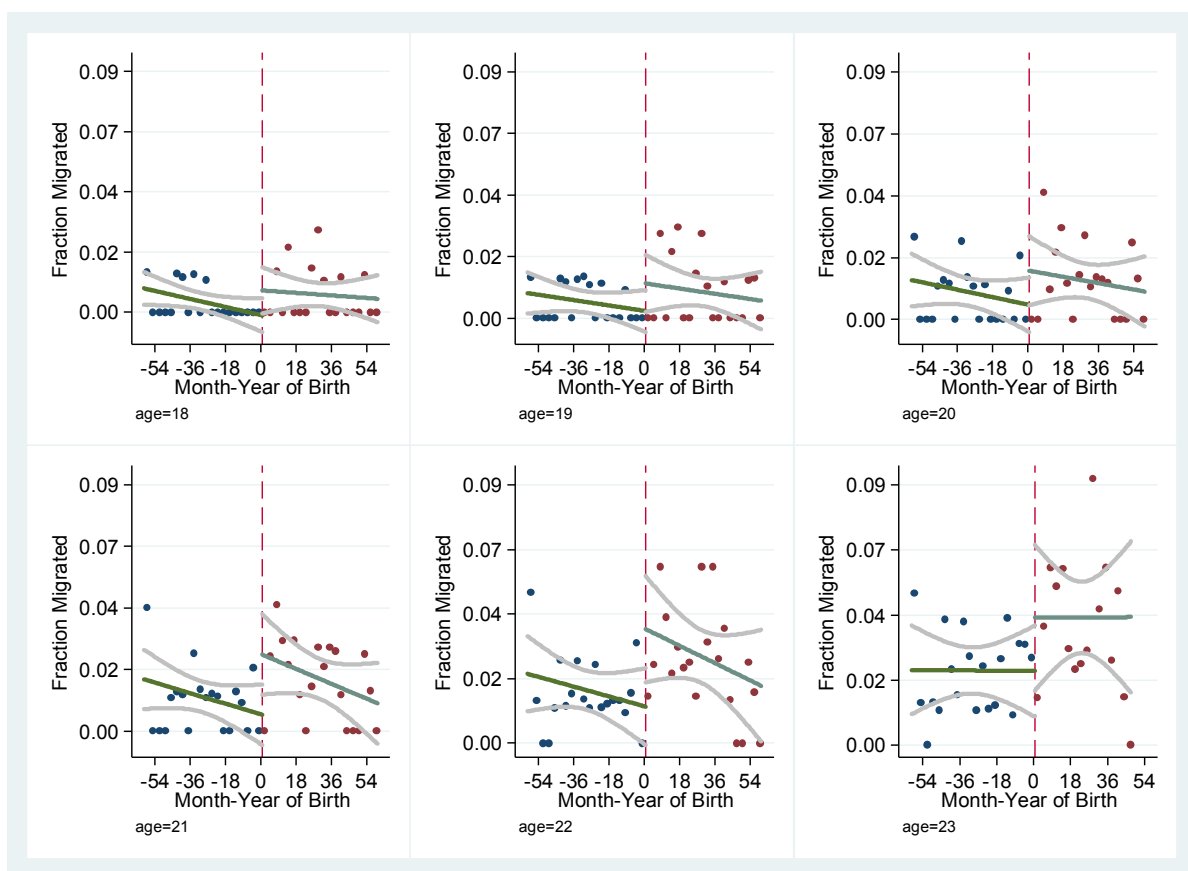 Fraction Migrated
0.09
0.07
0.04
0.02
0.00
-54 -36 -18 0 18 36 54
Month-Year of Birth
age=18
Fraction Migrated
0.09
0.07
0.04
0.02
0.00
-54 -36 -18 0 18 36 54
Month-Year of Birth
age=19
Fraction Migrated
0.09
0.07
0.04
0.02
0.00
-54 -36 -18 0 18 36 54
Month-Year of Birth
age=20
Fraction Migrated
0.09
0.07
0.04
0.02
0.00
-54 -36 -18 0 18 36 54
Month-Year of Birth
age=21
Fraction Migrated
0.09
0.07
0.04
0.02
0.00
-54 -36 -18 0 18 36 54
Month-Year of Birth
age=22
Fraction Migrated
0.09
0.07
0.04
0.02
0.00
-54 -36 -18 0 18 36 54
Month-Year of Birth
age=23